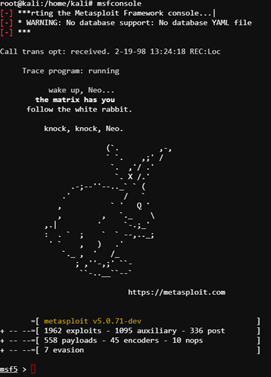 root@kali:/home/kali# msfconsole
[-] ***rting the Metasploit Framework console...|
[-] * WARNING: No database support: No database YAML file
[-] ***
Call trans opt: received. 2-19-98 13:24:18 REC:Loc
Trace program: running
wake up, Neo...
the matrix has you
follow the white rabbit.
knock, knock, Neo.
https://metasploit.com
=[ metasploit v5.0.71-dev ]
+ -- --=[ 1962 exploits - 1095 auxiliary - 336 post ]
+ -- --=[ 558 payloads - 45 encoders - 10 nops ]
+ -- --=[ 7 evasion ]
msf5 >